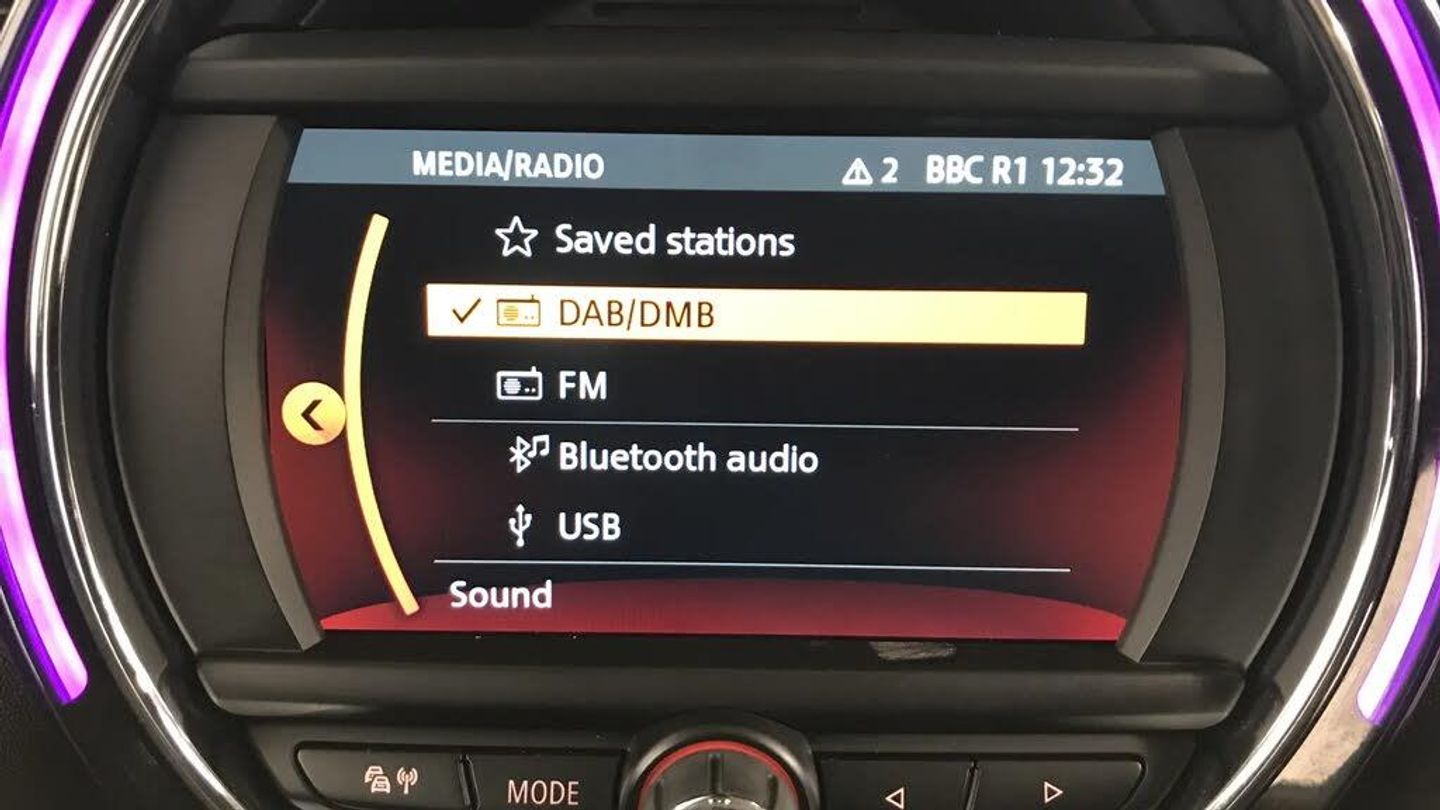 MEDIA/RADIO 2 BBC R1 12:32
Saved stations
DAB/DMB
FM
Bluetooth audio
USB
Sound
MODE